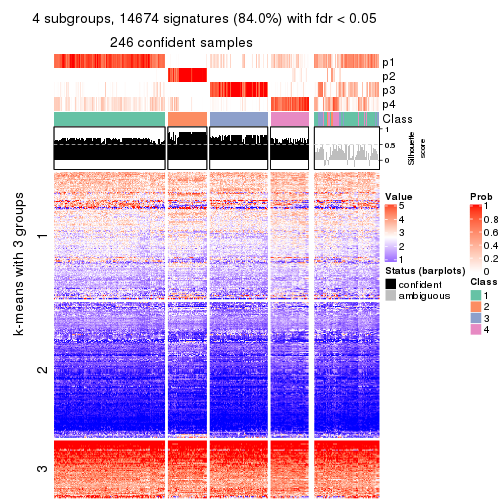 4 subgroups, 14674 signatures (84.0%) with fdr < 0.05
246 confident samples
p1
p2
p3
p4
Class
1
0.5
0
Silhouette
score
k-means with 3 groups
1
2
3
Value
5
4
3
2
1
Status (barplots)
confident
ambiguous
Prob
1
0.8
0.6
0.4
0.2
0
Class
1
2
3
4